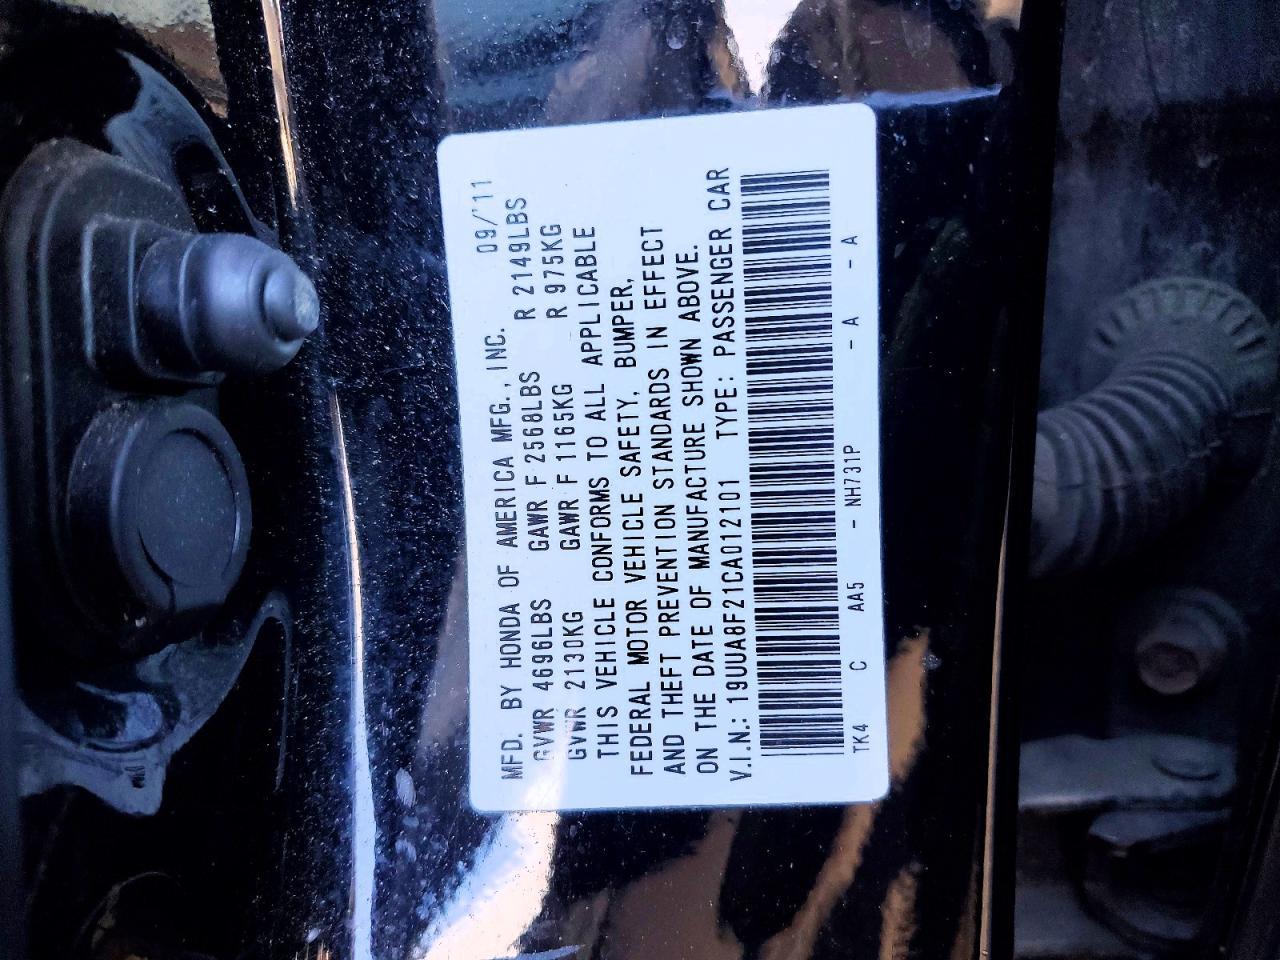 MFD. BY HONDA OF AMERICA MFG., INC. 09/'11
GVWR 4696LBS GAWR F 2568LBS R 2149LBS
GVWR 2130KG GAWR F 1165KG R 975KG
THIS VEHICLE CONFORMS TO ALL APPLICABLE
FEDERAL MOTOR VEHICLE SAFETY, BUMPER,
AND THEFT PREVENTION STANDARDS IN EFFECT
ON THE DATE OF MANUFACTURE SHOWN ABOVE.
V.I.N.: 19UUA8F21CA012101 TYPE: PASSENGER CAR
TK4 C AA5 - NH731P - A - A